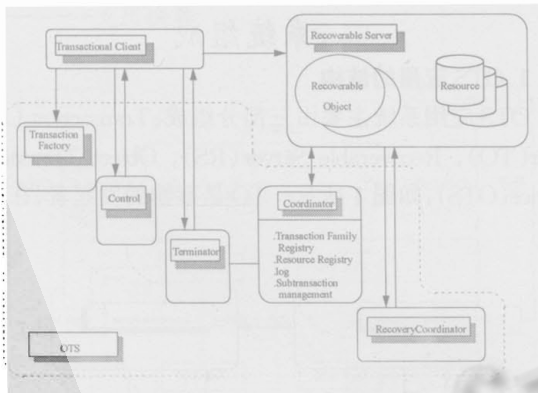 Transactional Client
Recoverable Server
Recoverable
Object
Resource
Transaction
Factory
Control
Terminator
Coordinator
.Transaction Family
Registry
.Resource Registry
.log
.Subtransaction
management
RecoveryCoordinator
OTS